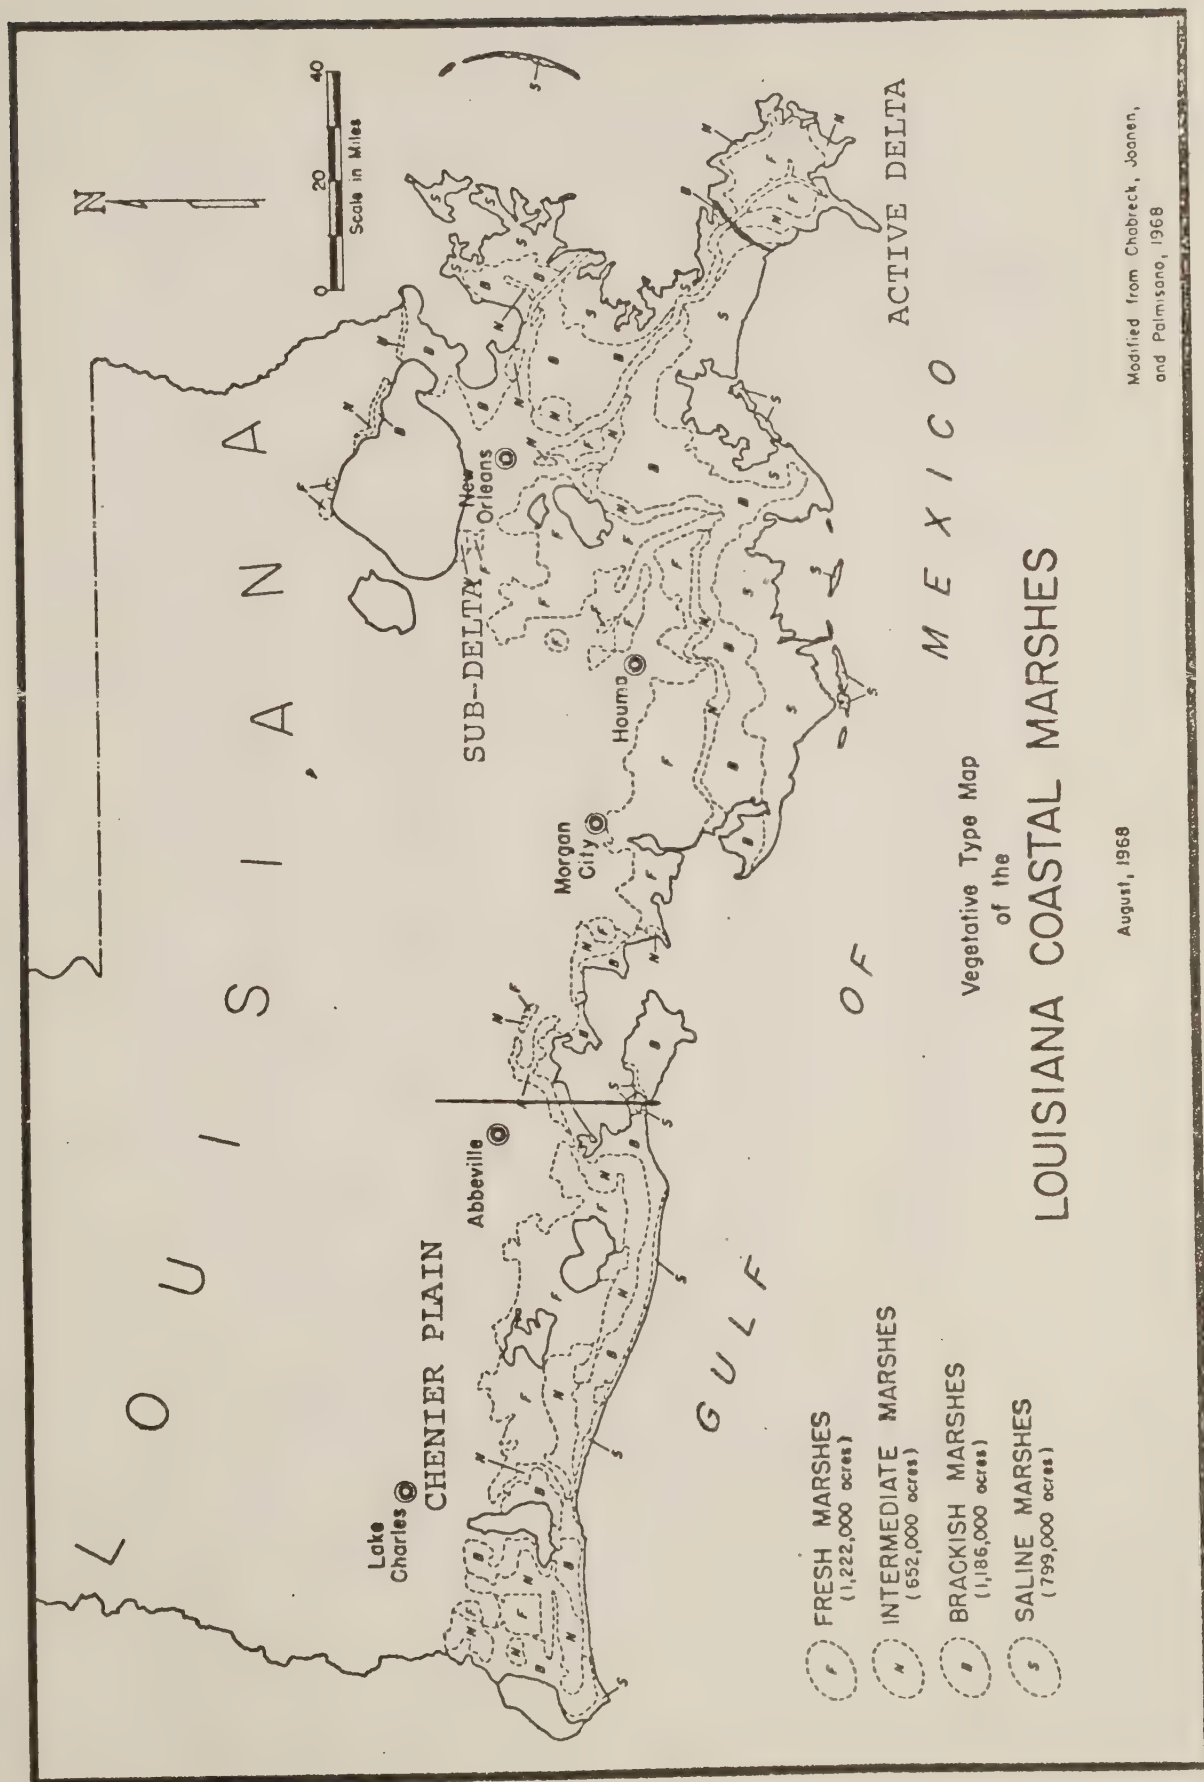 L O U I S I A N A
N
0 20 40
Scale in Miles
Lake
Charles
CHENIER PLAIN
Abbeville
Morgan
City
Houma
SUB-DELTA
New
Orleans
ACTIVE DELTA
GULF OF MEXICO
F FRESH MARSHES
(1,222,000 acres)
N INTERMEDIATE MARSHES
(652,000 acres)
B BRACKISH MARSHES
(1,186,000 acres)
S SALINE MARSHES
(799,000 acres)
Vegetative Type Map
of the
LOUISIANA COASTAL MARSHES
August, 1968
Modified from Chabreck, Joanen,
and Palmisano, 1968